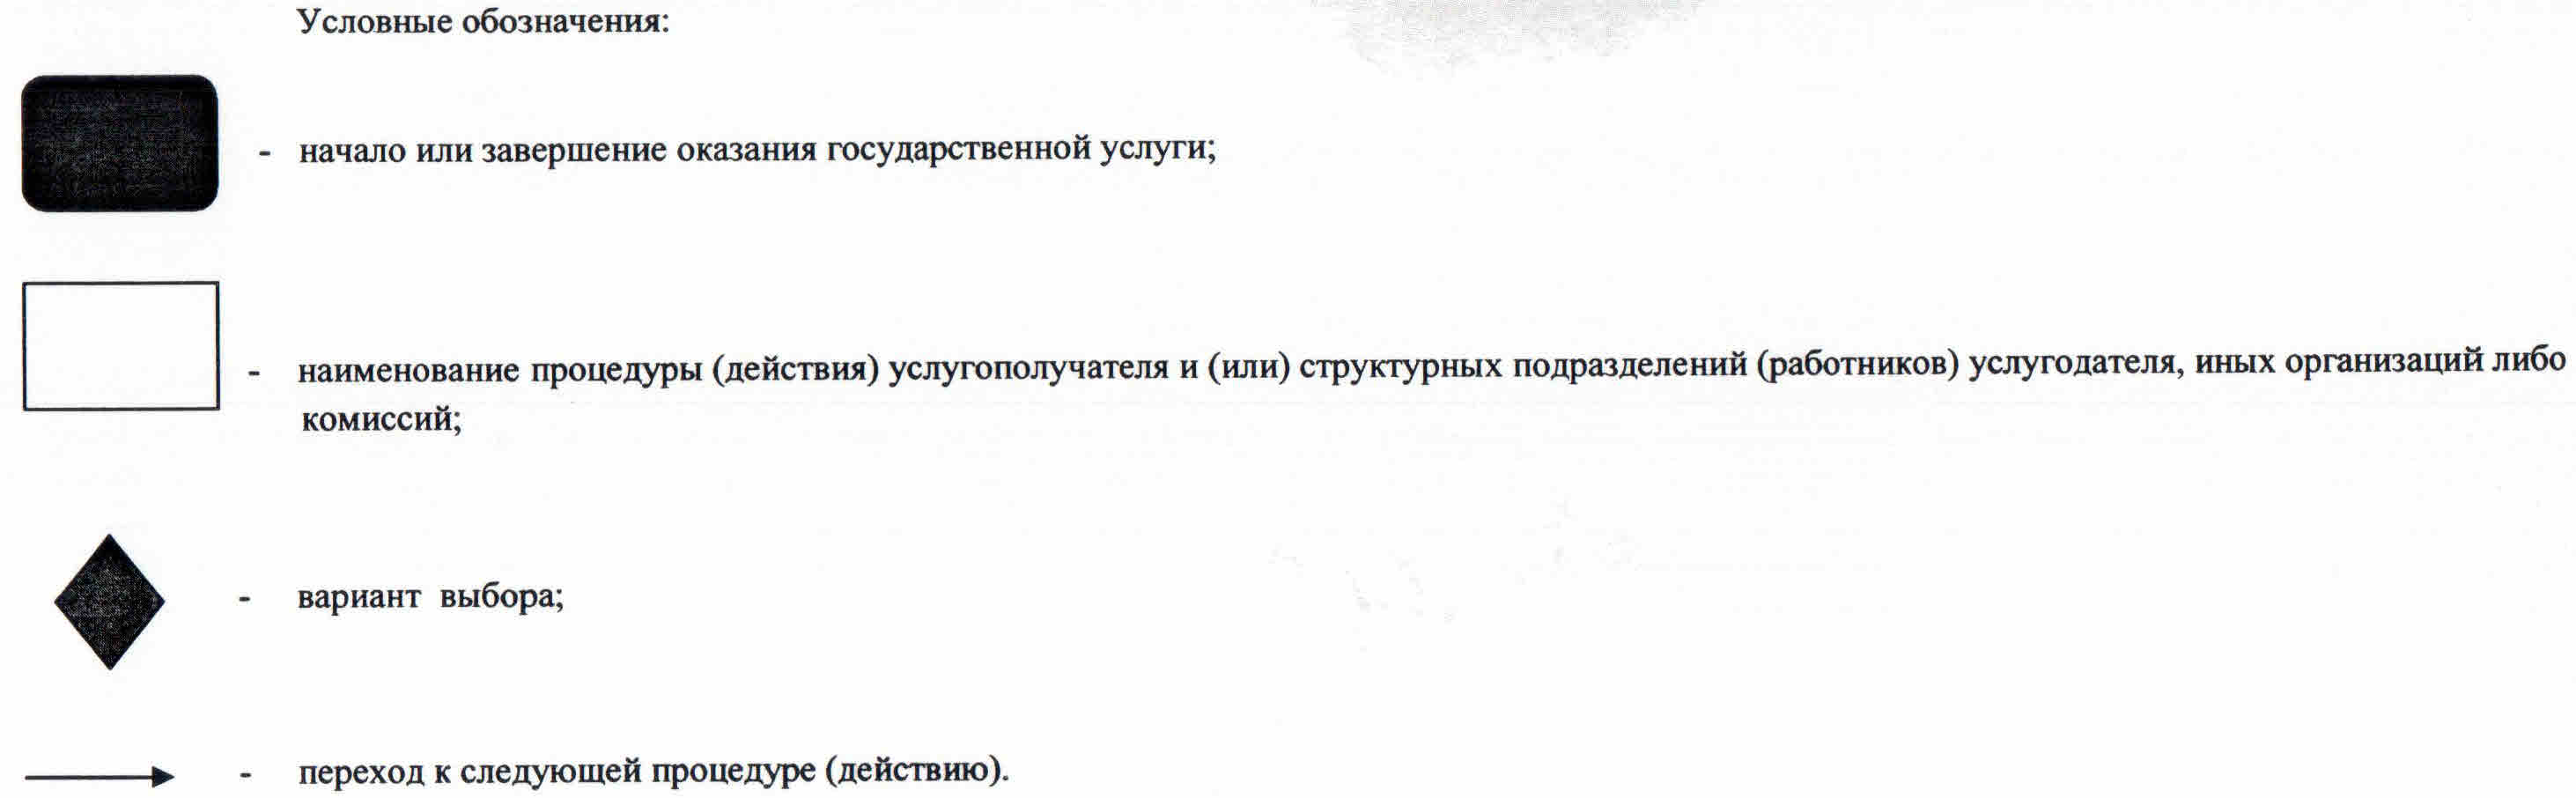 Условные обозначения:
- начало или завершение оказания государственной услуги;
- наименование процедуры (действия) услугополучателя и (или) структурных подразделений (работников) услугодателя, иных организаций либо
комиссий;
- вариант выбора;
- переход к следующей процедуре (действию).